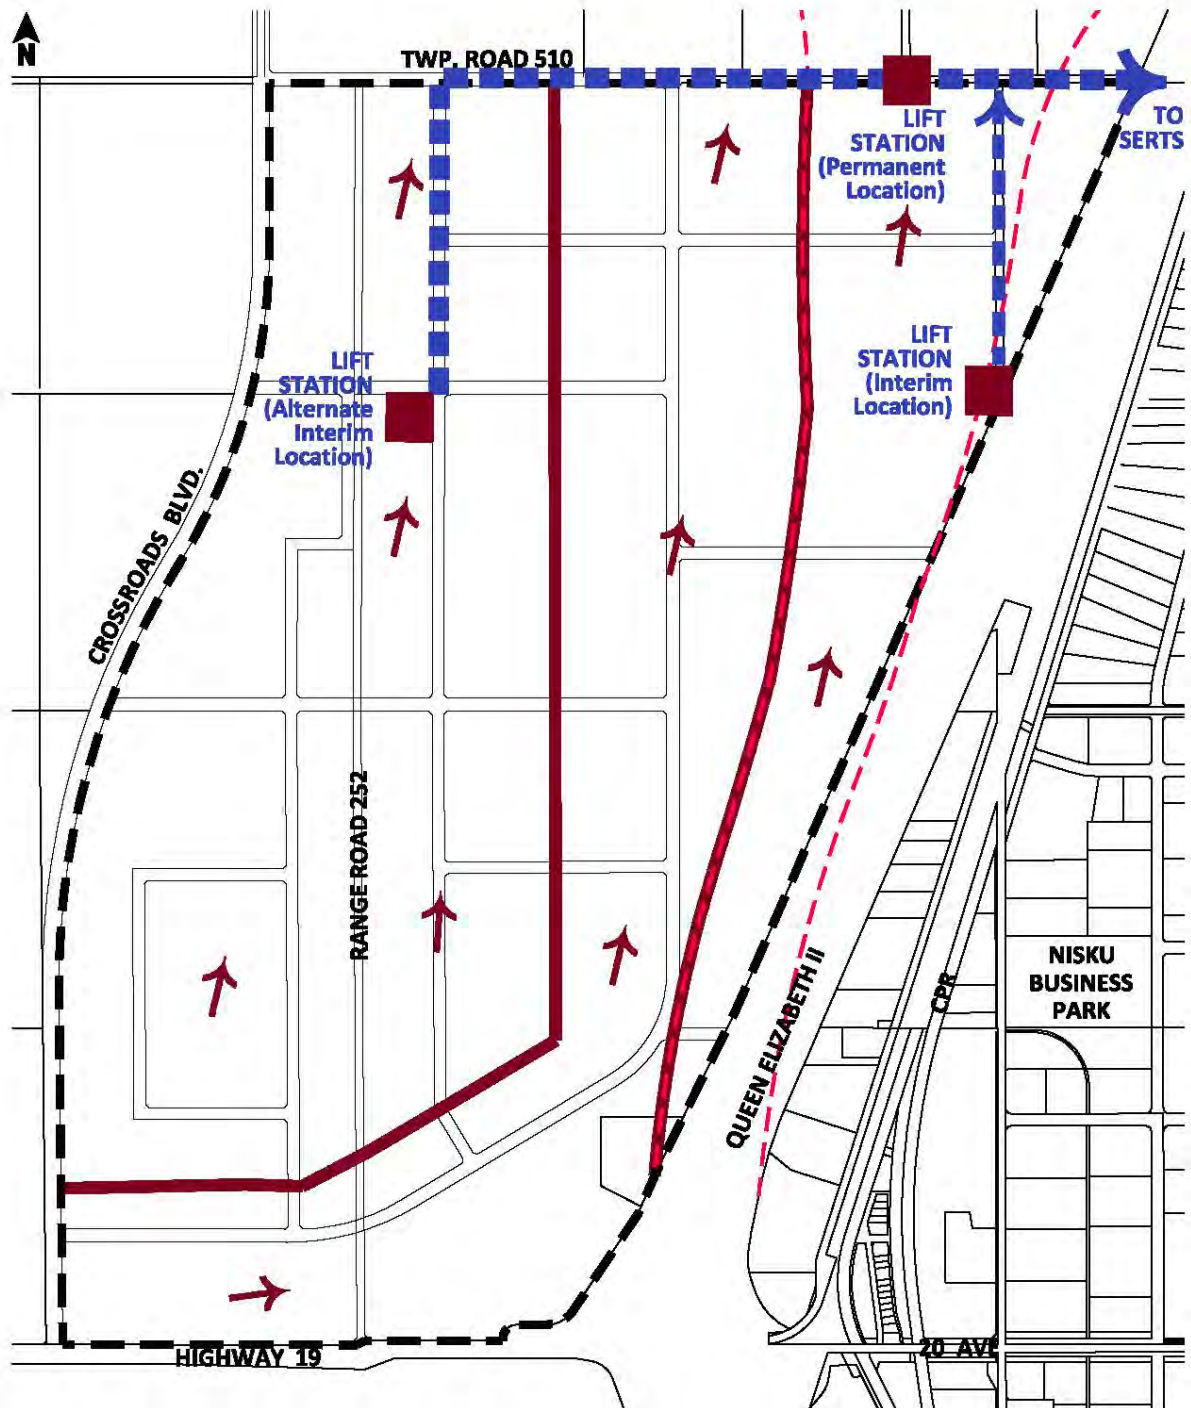 N
TWP. ROAD 510
TO
SERTS
LIFT
STATION
(Permanent
Location)
LIFT
STATION
(Interim
Location)
LIFT
STATION
(Alternate
Interim
Location)
CROSSROADS BLVD.
RANGE ROAD 252
QUEEN ELIZABETH II
CPR
NISKU
BUSINESS
PARK
HIGHWAY 19
20 AVE